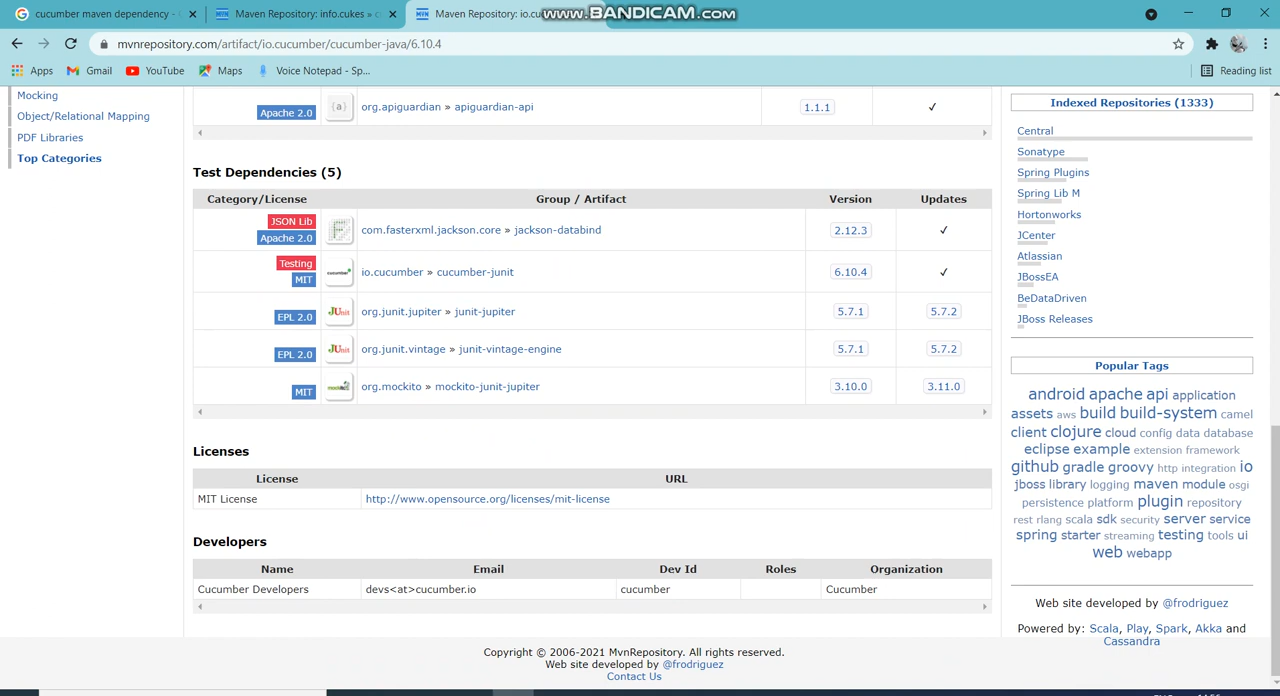 cucumber maven dependency -
Maven Repository: info.cukes » c
Maven Repository: io.cu
www.BANDICAM.com
mvnrepository.com/artifact/io.cucumber/cucumber-java/6.10.4
Apps
Gmail
YouTube
Maps
Voice Notepad - Sp...
Reading list
Mocking
Object/Relational Mapping
PDF Libraries
Top Categories
Apache 2.0 {a} org.apiguardian » apiguardian-api 1.1.1 ✓
Test Dependencies (5)
Category/License Group / Artifact Version Updates
JSON Lib
Apache 2.0 com.fasterxml.jackson.core » jackson-databind 2.12.3 ✓
Testing
MIT cucumber io.cucumber » cucumber-junit 6.10.4 ✓
EPL 2.0 JUnit org.junit.jupiter » junit-jupiter 5.7.1 5.7.2
EPL 2.0 JUnit org.junit.vintage » junit-vintage-engine 5.7.1 5.7.2
MIT org.mockito » mockito-junit-jupiter 3.10.0 3.11.0
Licenses
License URL
MIT License http://www.opensource.org/licenses/mit-license
Developers
Name Email Dev Id Roles Organization
Cucumber Developers devs<at>cucumber.io cucumber Cucumber
Indexed Repositories (1333)
Central
Sonatype
Spring Plugins
Spring Lib M
Hortonworks
JCenter
Atlassian
JBossEA
BeDataDriven
JBoss Releases
Popular Tags
android apache api application
assets aws build build-system camel
client clojure cloud config data database
eclipse example extension framework
github gradle groovy http integration io
jboss library logging maven module osgi
persistence platform plugin repository
rest rlang scala sdk security server service
spring starter streaming testing tools ui
web webapp
Web site developed by @frodriguez
Powered by: Scala, Play, Spark, Akka and
Cassandra
Copyright © 2006-2021 MvnRepository. All rights reserved.
Web site developed by @frodriguez
Contact Us